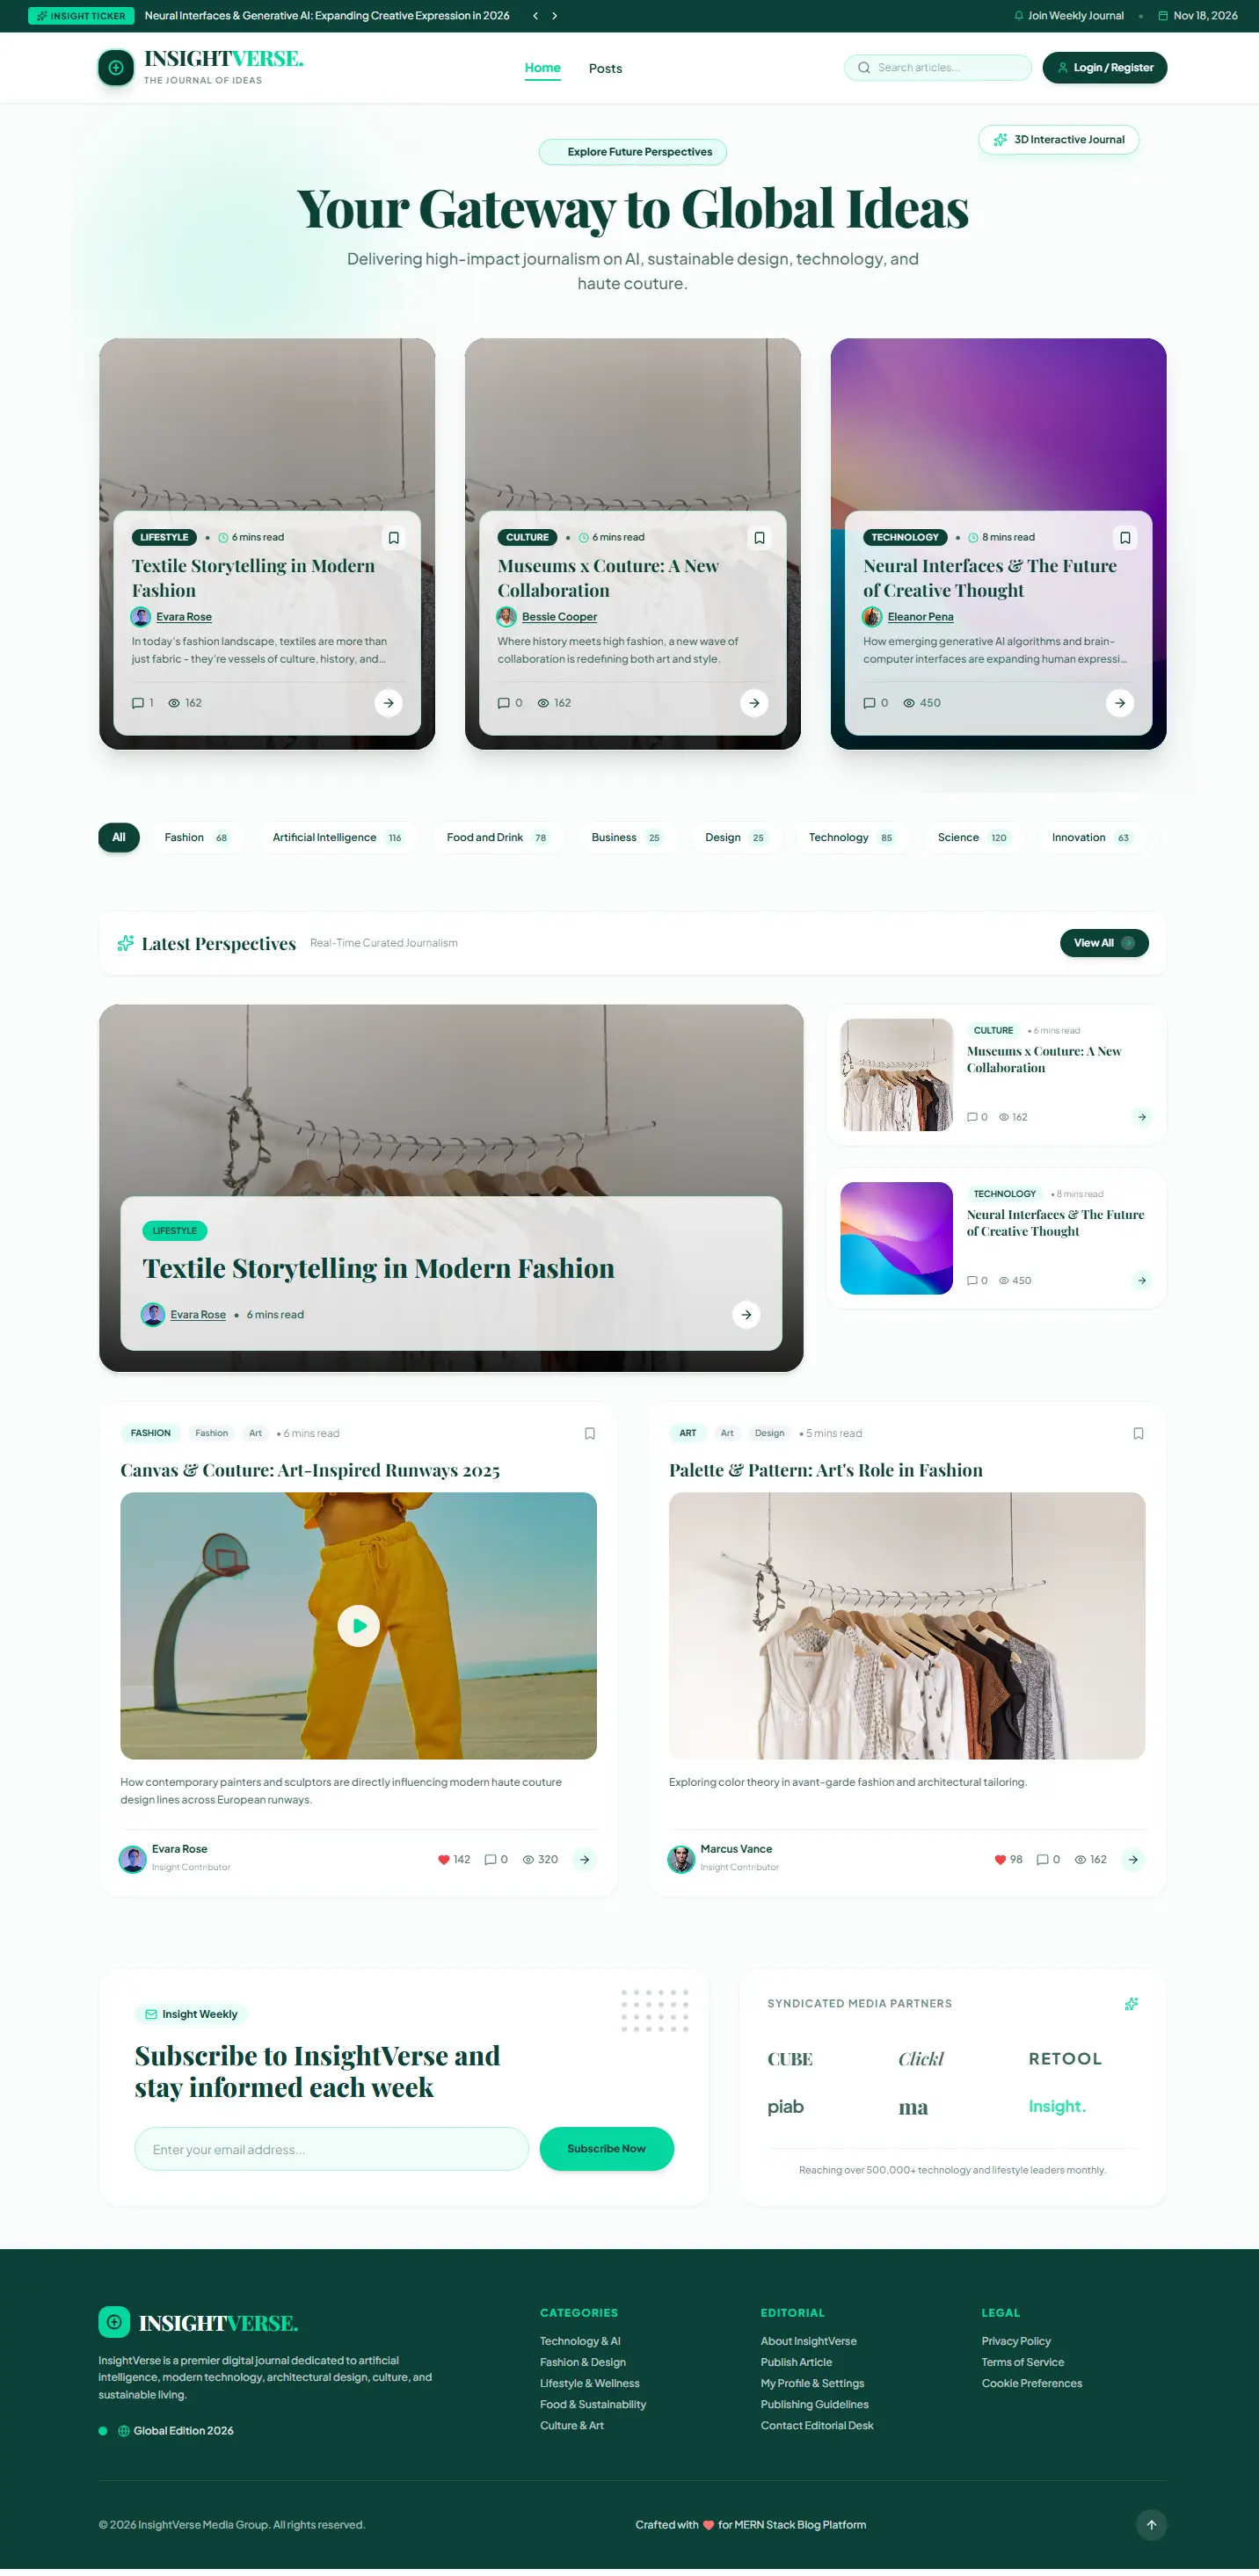 INSIGHT TICKER
Neural Interfaces & Generative AI: Expanding Creative Expression in 2026
Join Weekly Journal • Nov 18, 2026
INSIGHTVERSE.
THE JOURNAL OF IDEAS
Home
Posts
Search articles...
Login / Register
Explore Future Perspectives
3D Interactive Journal
Your Gateway to Global Ideas
Delivering high-impact journalism on AI, sustainable design, technology, and
haute couture.
LIFESTYLE • 6 mins read
Textile Storytelling in Modern
Fashion
Evara Rose
In today's fashion landscape, textiles are more than
just fabric - they're vessels of culture, history, and...
1 162
CULTURE • 6 mins read
Museums x Couture: A New
Collaboration
Bessie Cooper
Where history meets high fashion, a new wave of
collaboration is redefining both art and style.
0 162
TECHNOLOGY • 8 mins read
Neural Interfaces & The Future
of Creative Thought
Eleanor Pena
How emerging generative AI algorithms and brain-
computer interfaces are expanding human expressi...
0 450
All
Fashion 68
Artificial Intelligence 116
Food and Drink 78
Business 25
Design 25
Technology 85
Science 120
Innovation 63
Latest Perspectives
Real-Time Curated Journalism
View All
LIFESTYLE
Textile Storytelling in Modern Fashion
Evara Rose • 6 mins read
CULTURE • 6 mins read
Museums x Couture: A New
Collaboration
0 162
TECHNOLOGY • 8 mins read
Neural Interfaces & The Future
of Creative Thought
0 450
FASHION Fashion Art • 6 mins read
Canvas & Couture: Art-Inspired Runways 2025
How contemporary painters and sculptors are directly influencing modern haute couture
design lines across European runways.
Evara Rose
Insight Contributor
142 0 320
ART Art Design • 5 mins read
Palette & Pattern: Art's Role in Fashion
Exploring color theory in avant-garde fashion and architectural tailoring.
Marcus Vance
Insight Contributor
98 0 162
Insight Weekly
Subscribe to InsightVerse and
stay informed each week
Enter your email address...
Subscribe Now
SYNDICATED MEDIA PARTNERS
CUBE
Clickl
RETOOL
piab
ma
Insight.
Reaching over 500,000+ technology and lifestyle leaders monthly.
INSIGHTVERSE.
InsightVerse is a premier digital journal dedicated to artificial
intelligence, modern technology, architectural design, culture, and
sustainable living.
Global Edition 2026
CATEGORIES
Technology & AI
Fashion & Design
Lifestyle & Wellness
Food & Sustainability
Culture & Art
EDITORIAL
About InsightVerse
Publish Article
My Profile & Settings
Publishing Guidelines
Contact Editorial Desk
LEGAL
Privacy Policy
Terms of Service
Cookie Preferences
© 2026 InsightVerse Media Group. All rights reserved.
Crafted with ❤ for MERN Stack Blog Platform